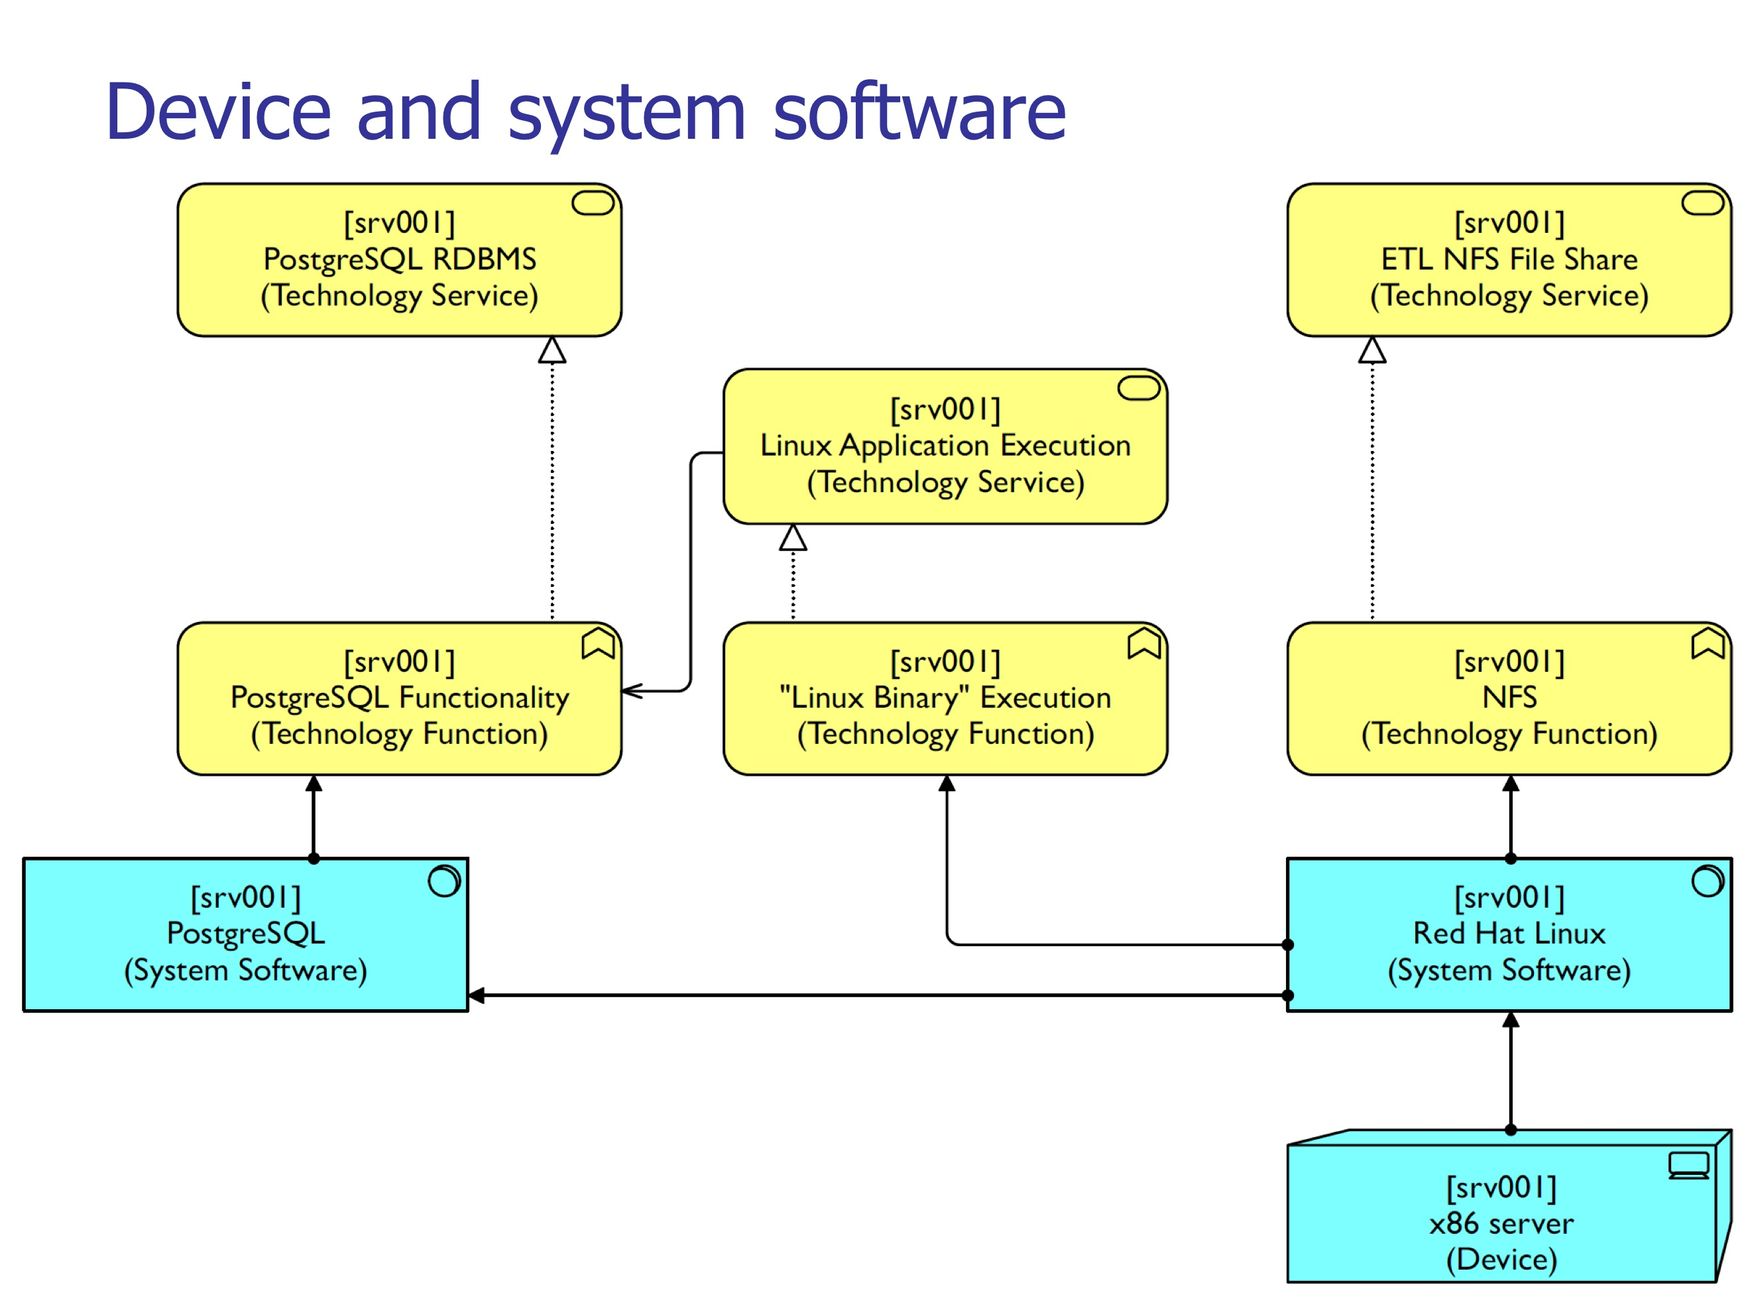 Device and system software
[srv001]
PostgreSQL RDBMS
(Technology Service)
[srv001]
ETL NFS File Share
(Technology Service)
[srv001]
Linux Application Execution
(Technology Service)
[srv001]
PostgreSQL Functionality
(Technology Function)
[srv001]
"Linux Binary" Execution
(Technology Function)
[srv001]
NFS
(Technology Function)
[srv001]
PostgreSQL
(System Software)
[srv001]
Red Hat Linux
(System Software)
[srv001]
x86 server
(Device)